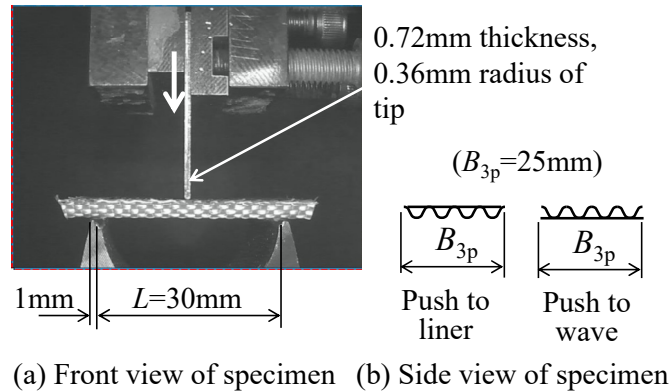 0.72mm thickness,
0.36mm radius of
tip
(B3p=25mm)
B3p
B3p
1mm
L=30mm
Push to
liner
Push to
wave
(a) Front view of specimen
(b) Side view of specimen